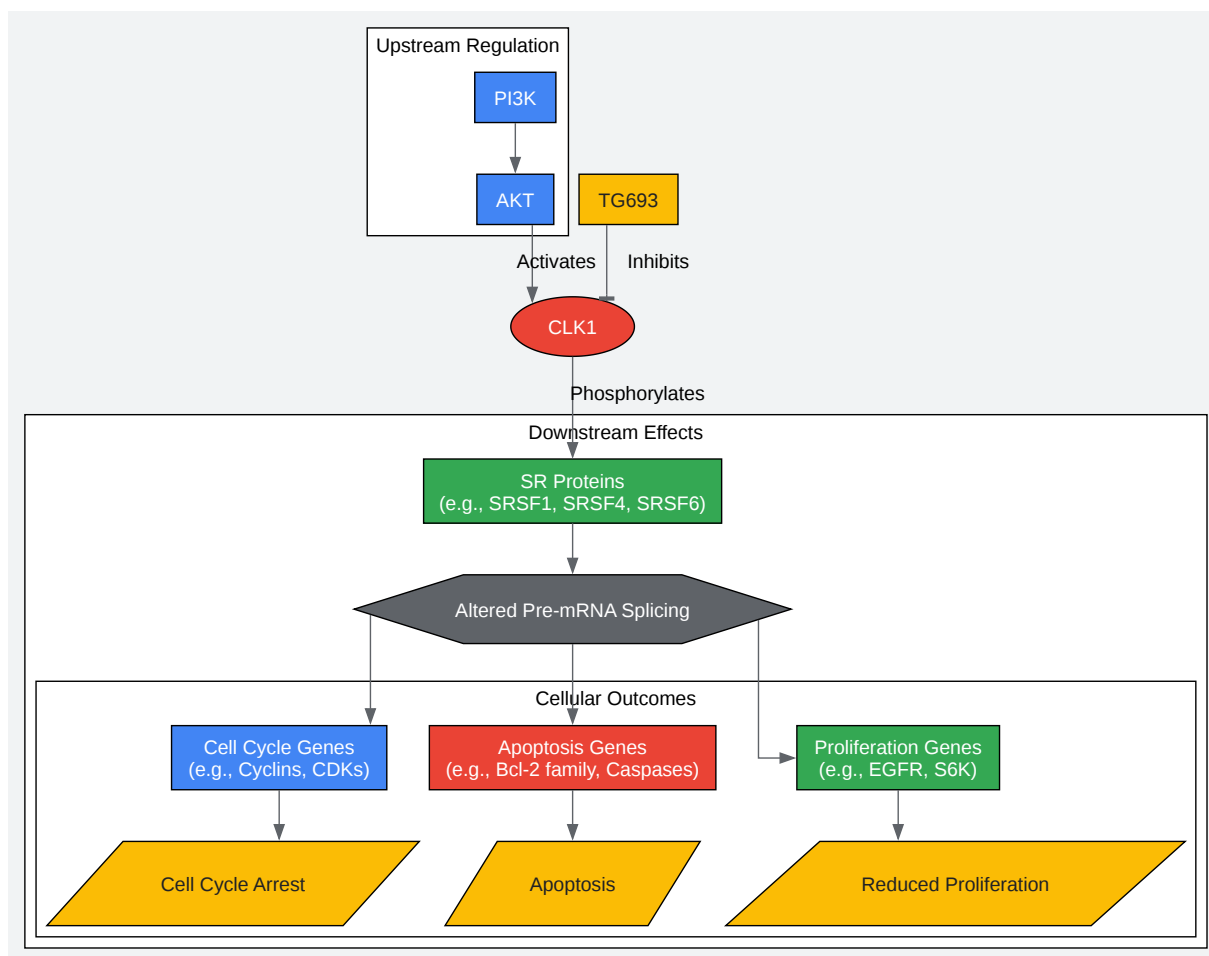 Upstream Regulation
PI3K
AKT
TG693
Activates
Inhibits
CLK1
Phosphorylates
Downstream Effects
SR Proteins
(e.g., SRSF1, SRSF4, SRSF6)
Altered Pre-mRNA Splicing
Cellular Outcomes
Cell Cycle Genes
(e.g., Cyclins, CDKs)
Apoptosis Genes
(e.g., Bcl-2 family, Caspases)
Proliferation Genes
(e.g., EGFR, S6K)
Cell Cycle Arrest
Apoptosis
Reduced Proliferation